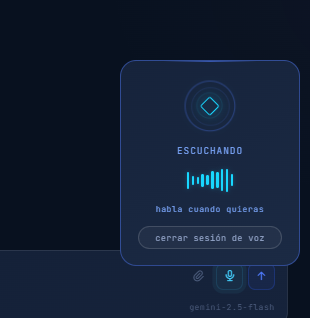 ESCUCHANDO
habla cuando quieras
cerrar sesión de voz
gemini-2.5-flash